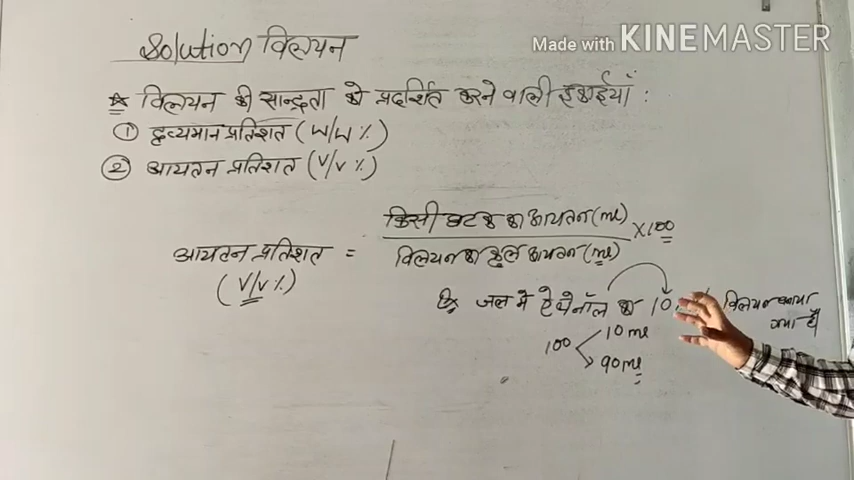 Solution विलयन
Made with KINEMASTER
* विलयन की सान्द्रता को प्रदर्शित करने वाली इकाईयाँ :
① द्रव्यमान प्रतिशत (W/W %)
② आयतन प्रतिशत (V/V %)
किसी घटक का आयतन (ml)
आयतन प्रतिशत = ×100
विलयन का कुल आयतन (ml)
(V/V %)
Ex जल में ऐथेनॉल का 10 विलयन बनाया
गया है
100 10 ml
90 ml